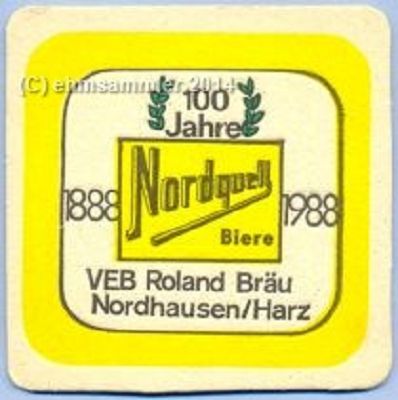 (C) ehmsammler 2014
100
Jahre
1888 Nordquell 1988
Biere
VEB Roland Bräu
Nordhausen/Harz